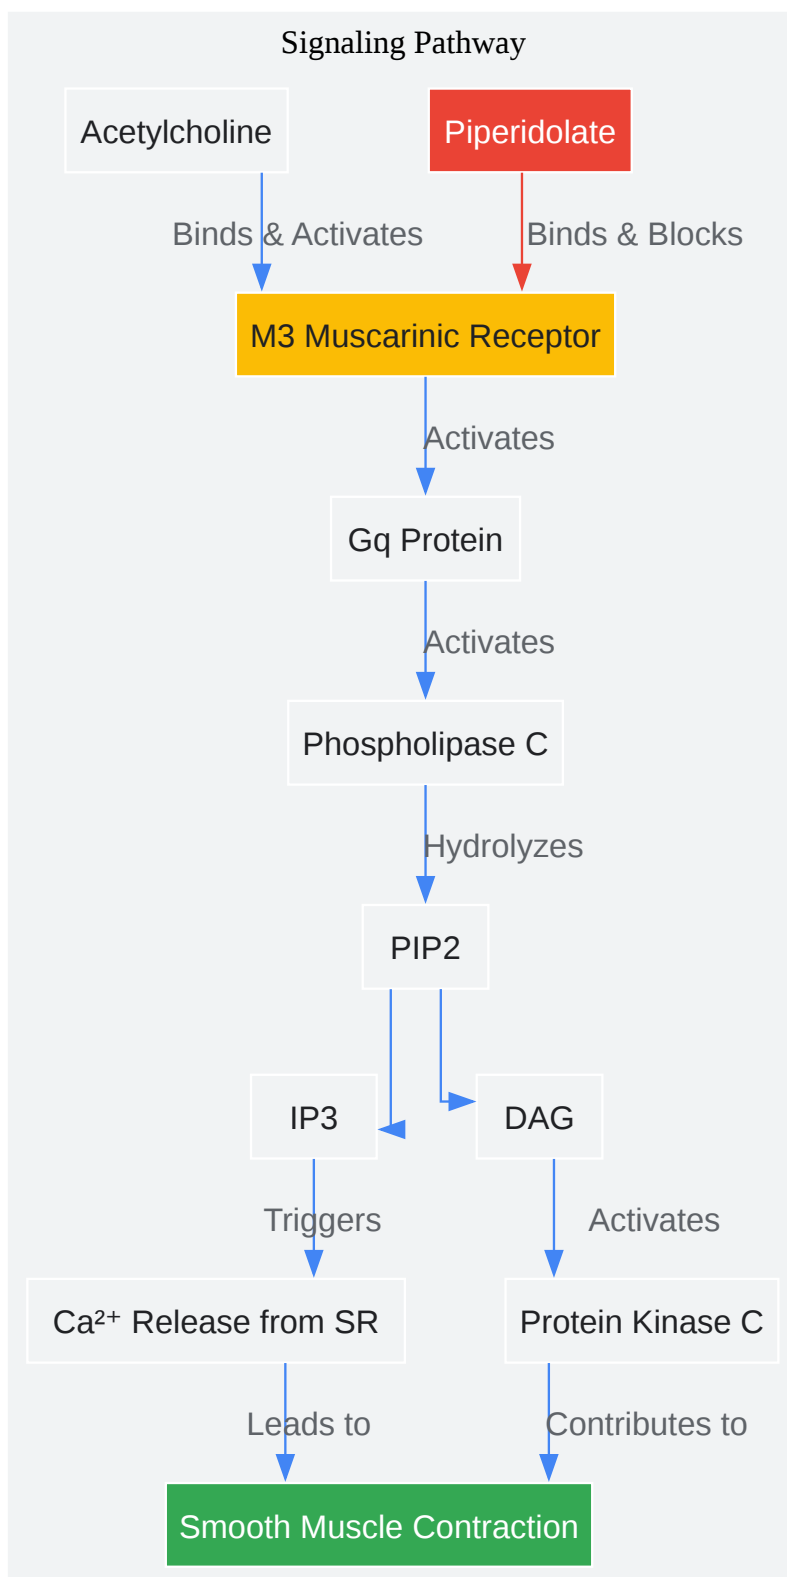 Signaling Pathway
Acetylcholine
Piperidolate
Binds & Activates
Binds & Blocks
M3 Muscarinic Receptor
Activates
Gq Protein
Activates
Phospholipase C
Hydrolyzes
PIP2
IP3
DAG
Triggers
Activates
Ca²⁺ Release from SR
Protein Kinase C
Leads to
Contributes to
Smooth Muscle Contraction